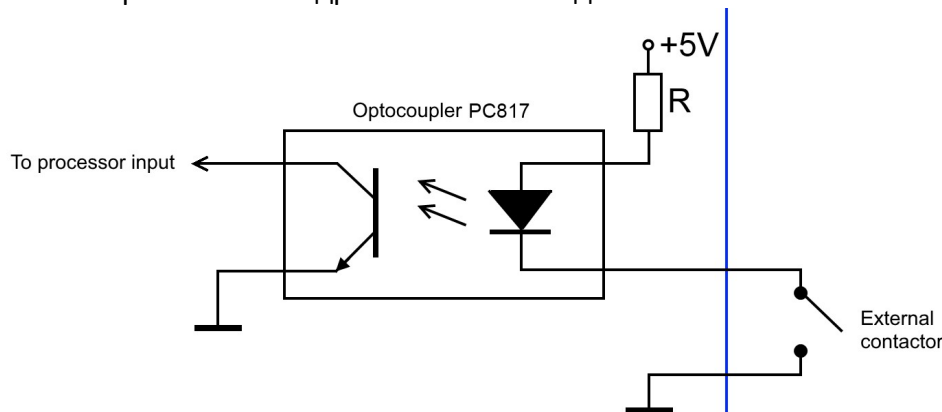 +5V
R
Optocoupler PC817
To processor input
External
contactor